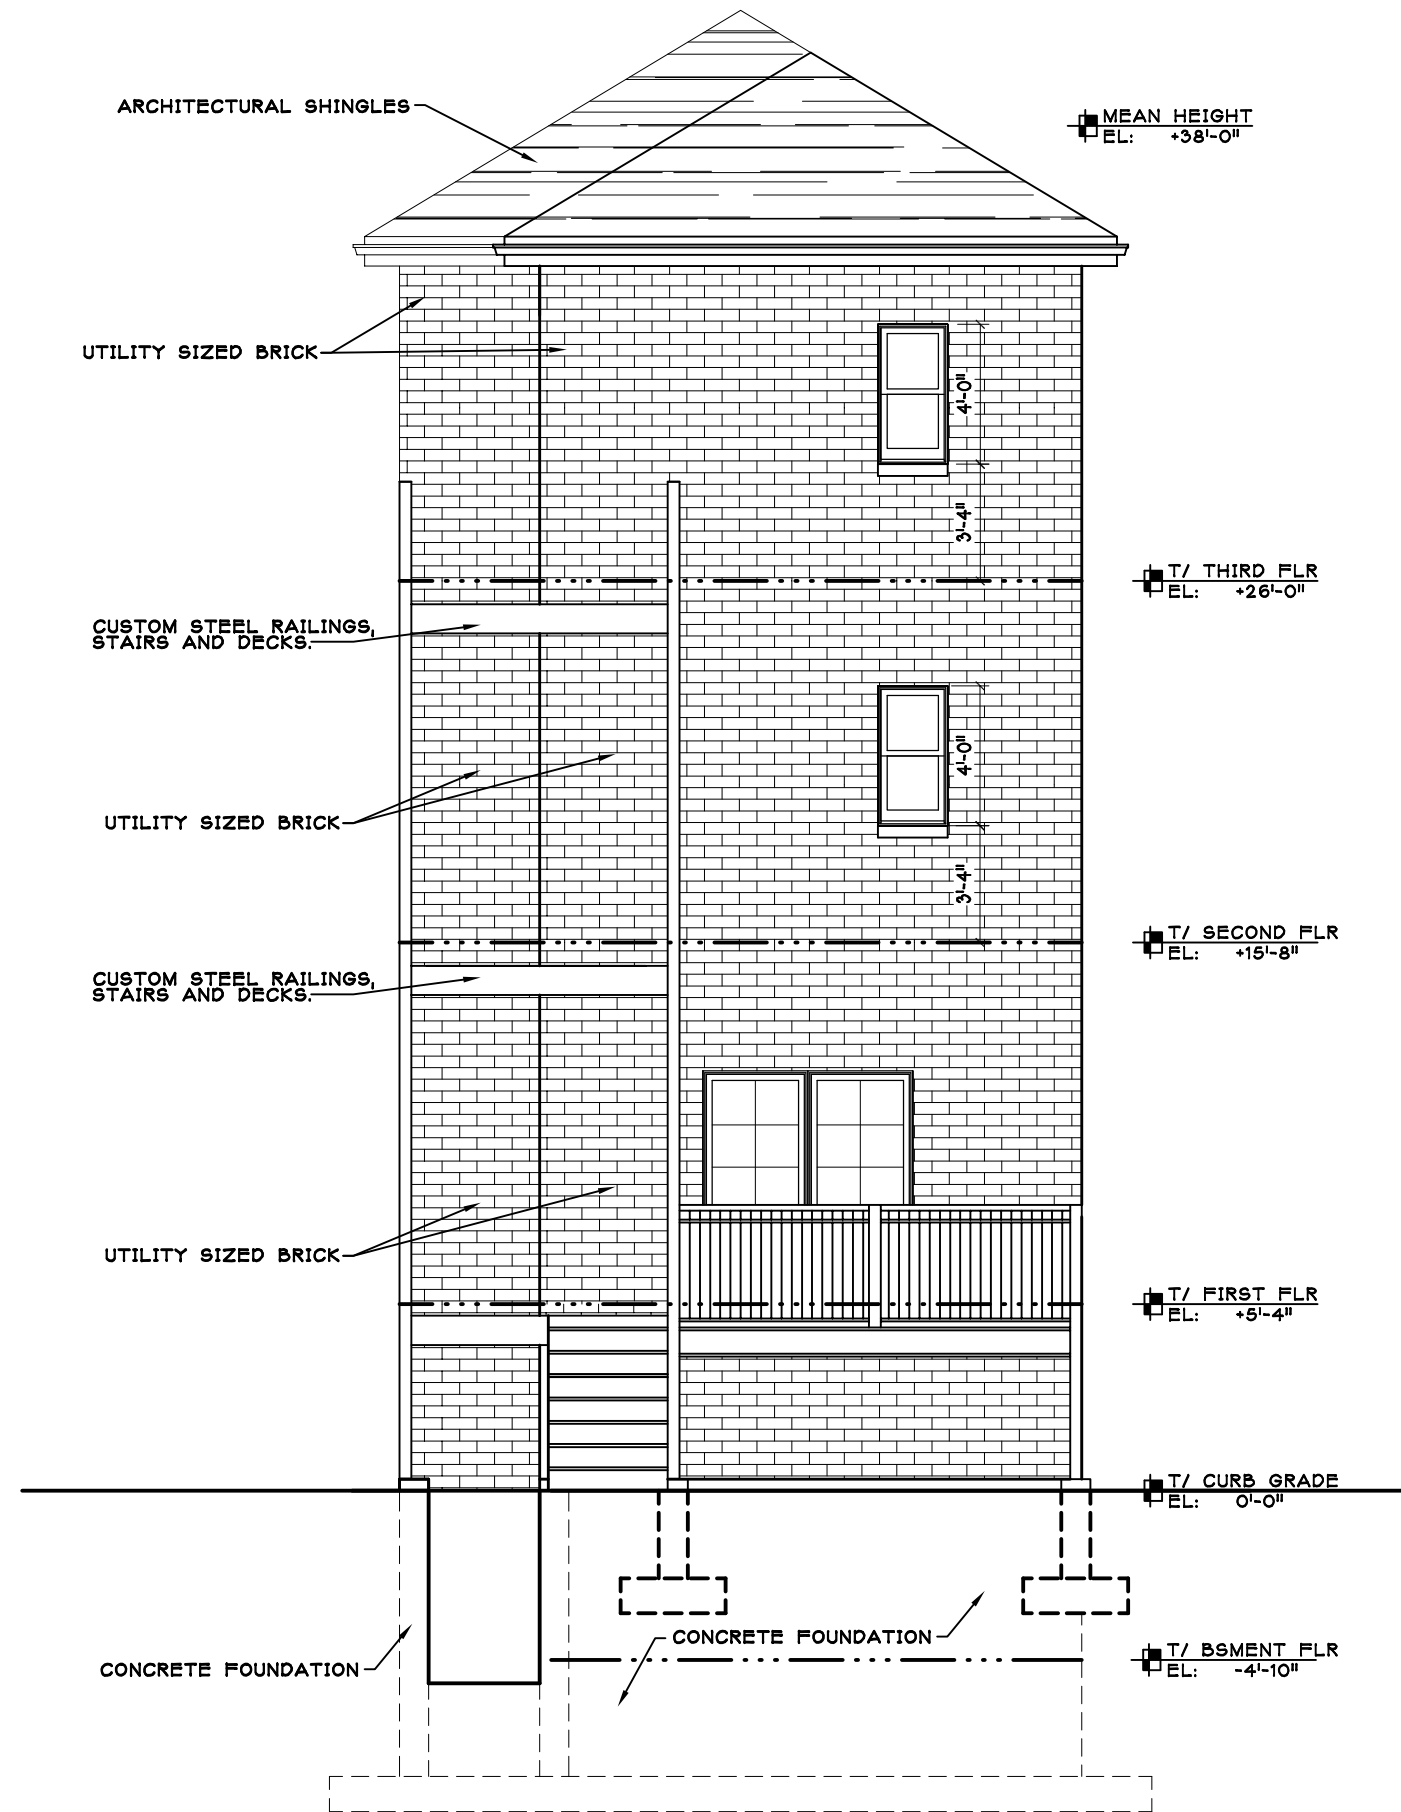 ARCHITECTURAL SHINGLES
MEAN HEIGHT
EL: +38'-0"
UTILITY SIZED BRICK
4'-0"
3'-4"
T/ THIRD FLR
EL: +26'-0"
CUSTOM STEEL RAILINGS,
STAIRS AND DECKS.
4'-0"
UTILITY SIZED BRICK
3'-4"
T/ SECOND FLR
EL: +15'-8"
CUSTOM STEEL RAILINGS,
STAIRS AND DECKS.
UTILITY SIZED BRICK
T/ FIRST FLR
EL: +5'-4"
T/ CURB GRADE
EL: 0'-0"
CONCRETE FOUNDATION
CONCRETE FOUNDATION
T/ BSMENT FLR
EL: -4'-10"